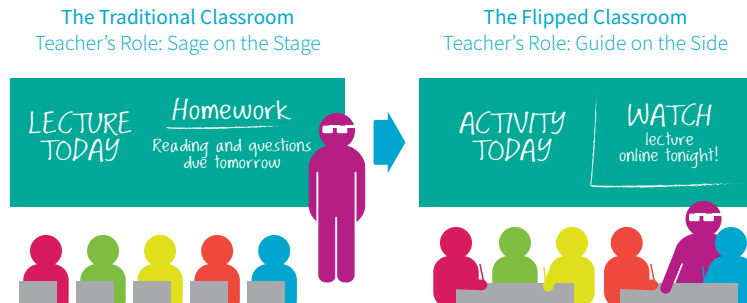 The Traditional Classroom
Teacher's Role: Sage on the Stage
LECTURE
TODAY
Homework
Reading and questions
due tomorrow
The Flipped Classroom
Teacher's Role: Guide on the Side
ACTIVITY
TODAY
WATCH
lecture
online tonight!